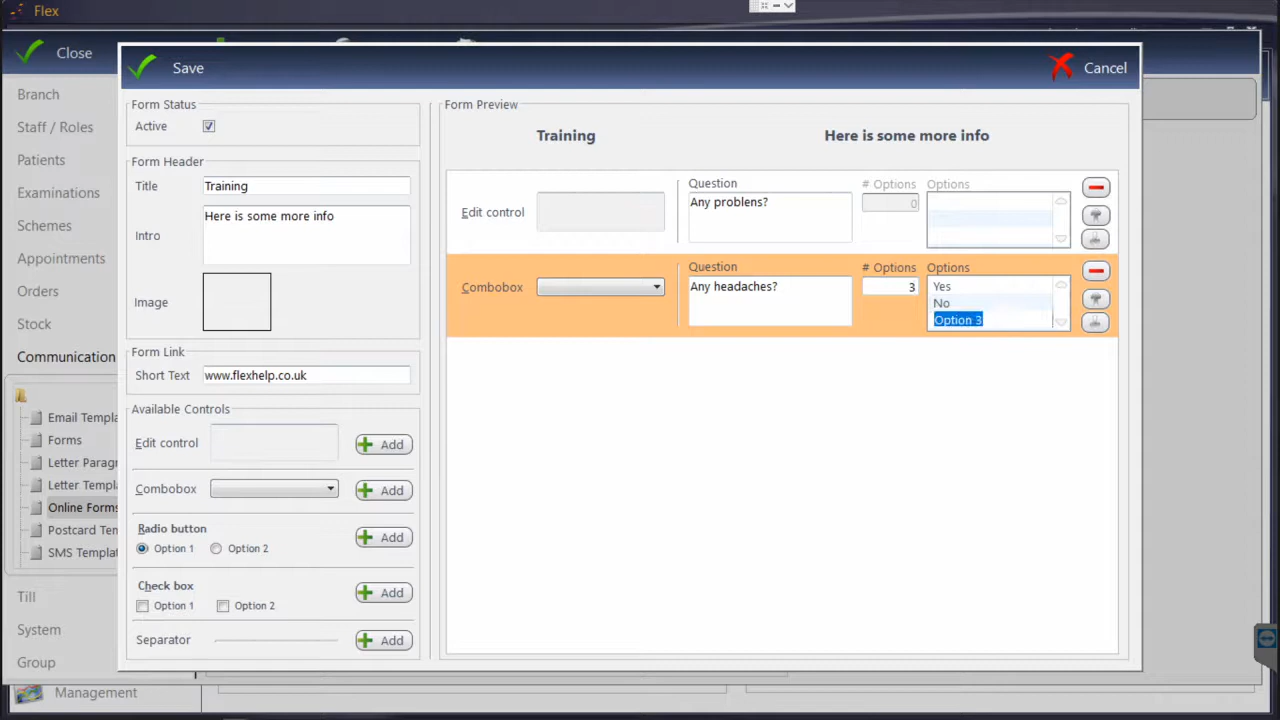 Flex
Close
Save
Cancel
Branch
Staff / Roles
Patients
Examinations
Schemes
Appointments
Orders
Stock
Communication
Email Templa
Forms
Letter Paragr
Letter Templa
Online Forms
Postcard Tem
SMS Templat
Till
System
Group
Management
Form Status
Active
Form Header
Title
Training
Intro
Here is some more info
Image
Form Link
Short Text
www.flexhelp.co.uk
Available Controls
Edit control
Add
Combobox
Add
Radio button
Option 1
Option 2
Add
Check box
Option 1
Option 2
Add
Separator
Add
Form Preview
Training
Here is some more info
Edit control
Question
Any problens?
# Options
0
Options
Combobox
Question
Any headaches?
# Options
3
Options
Yes
No
Option 3